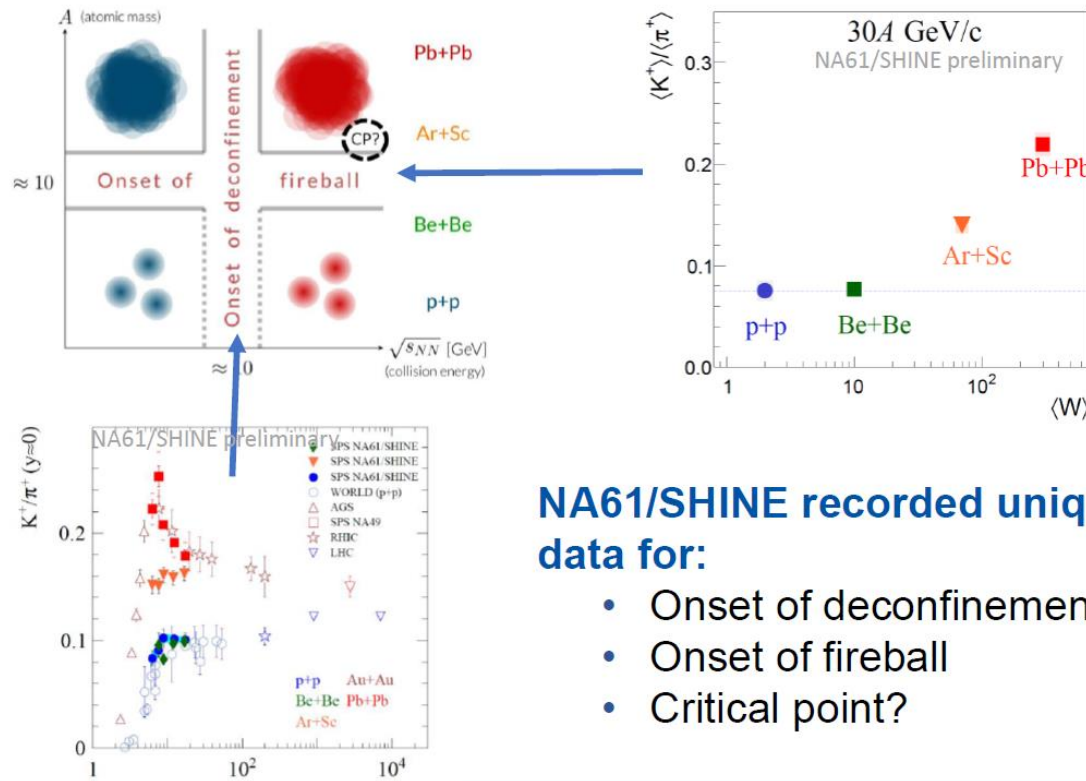 A (atomic mass)
Pb+Pb
Ar+Sc
CP?
≈ 10
Onset of
fireball
Onset of deconfinement
Be+Be
p+p
√sNN [GeV]
(collision energy)
30A GeV/c
NA61/SHINE preliminary
⟨K⁺⟩/⟨π⁺⟩
0.3
0.2
0.1
0.0
Pb+Pb
Ar+Sc
p+p
Be+Be
1
10
10²
⟨W⟩
K⁺/π⁺ (y≈0)
NA61/SHINE preliminary
SPS NA61/SHINE
SPS NA61/SHINE
SPS NA61/SHINE
WORLD (p+p)
AGS
SPS NA49
RHIC
LHC
0.2
0.1
0
p+p Au+Au
Be+Be Pb+Pb
Ar+Sc
1
10²
10⁴
NA61/SHINE recorded uniq
data for:
• Onset of deconfinemen
• Onset of fireball
• Critical point?